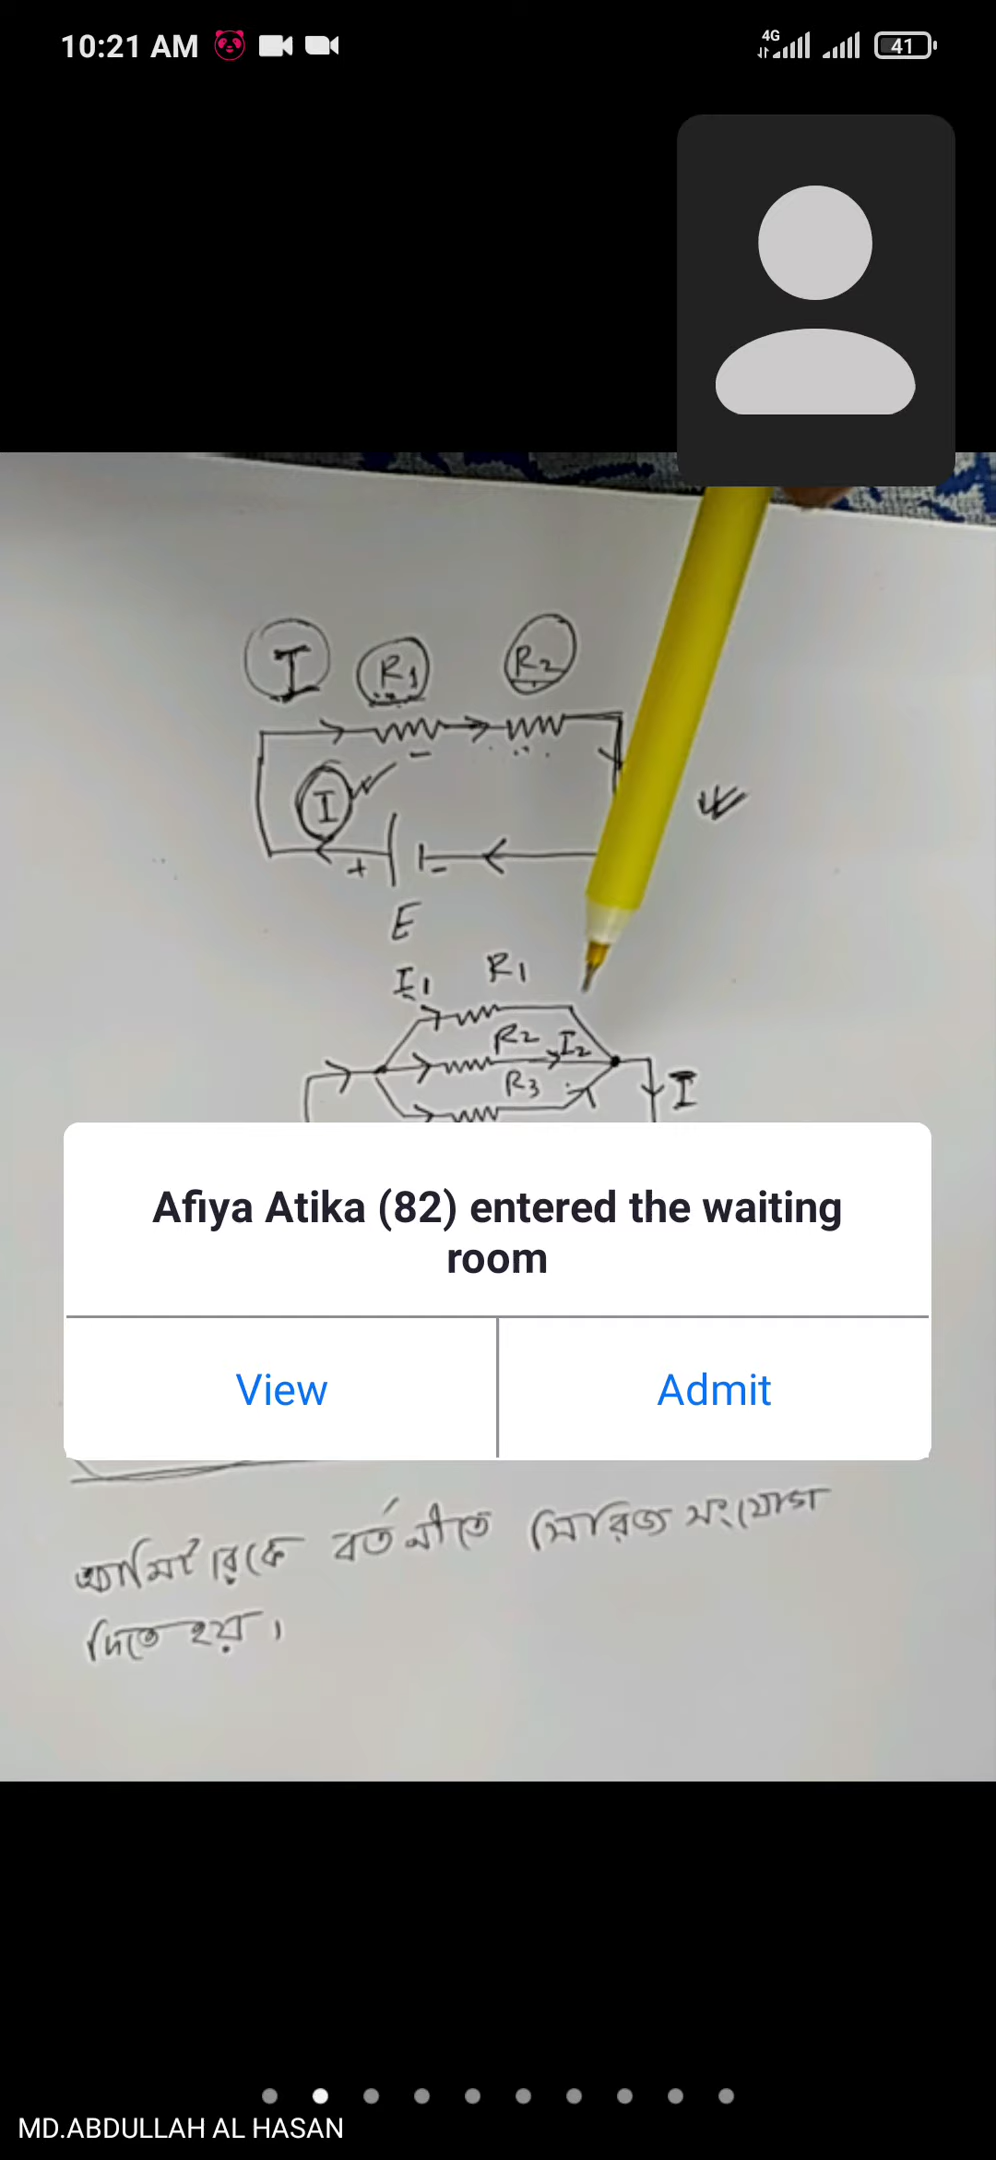 10:21 AM
4G
41
I R1 R2
I
+ -
E
I1 R1
R2 I2
R3 I
Afiya Atika (82) entered the waiting
room
View
Admit
অ্যামিটারকে বর্তনীতে সিরিজ সংযোগ
দিতে হয়।
MD.ABDULLAH AL HASAN